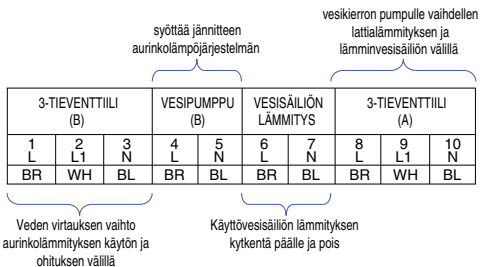 vesikierron pumpulle vaihdellen
lattialämmityksen ja
lämminvesisäiliön välillä
syöttää jännitteen
aurinkolämpöjärjestelmän
3-TIEVENTTIILI
(B)
VESIPUMPPU
(B)
VESISÄILIÖN
LÄMMITYS
3-TIEVENTTIILI
(A)
1 2 3 4 5 6 7 8 9 10
L L1 N L N L N L L1 N
BR WH BL BR BL BR BL BR WH BL
Veden virtauksen vaihto
aurinkolämmityksen käytön ja
ohituksen välillä
Käyttövesisäiliön lämmityksen
kytkentä päälle ja pois